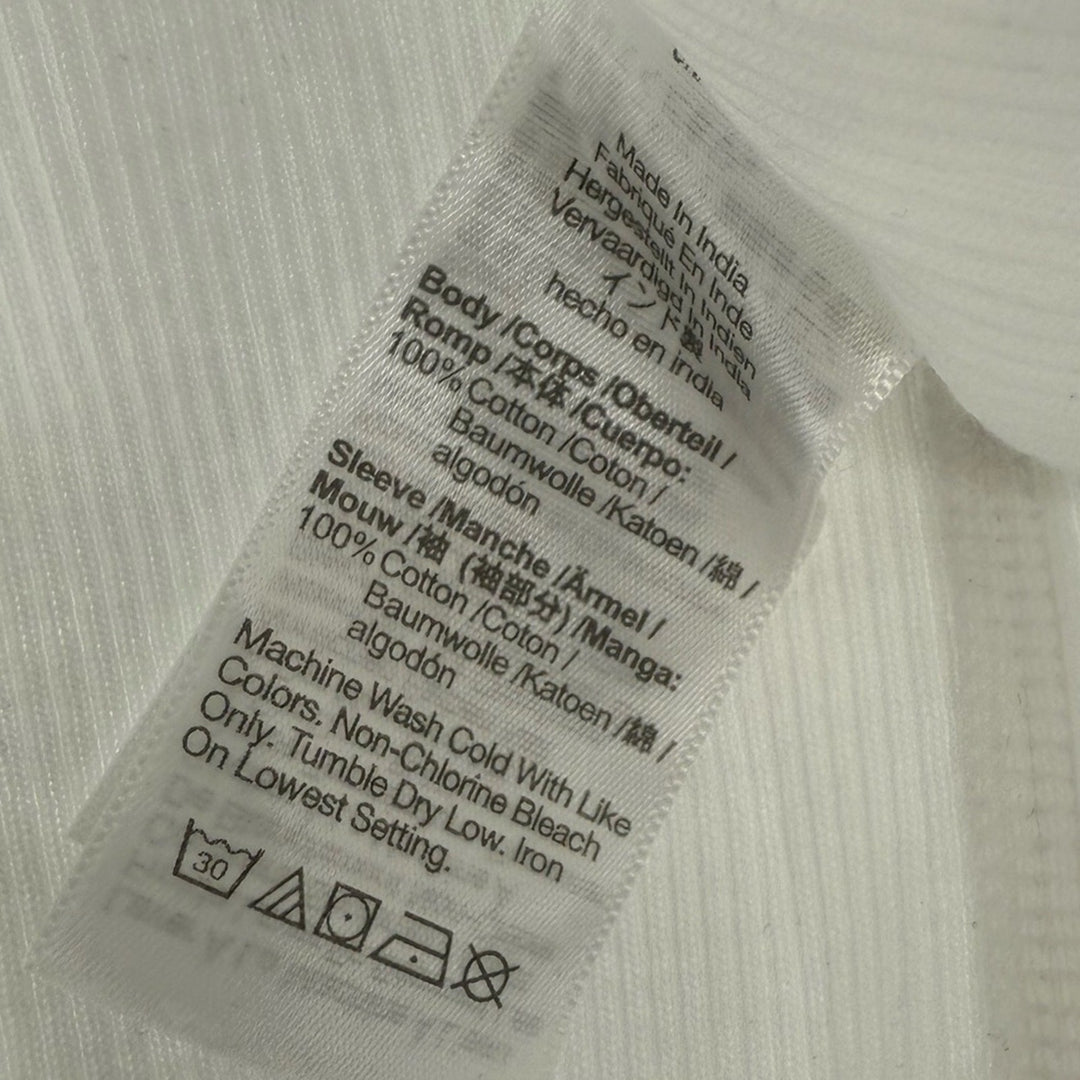 Made In India
Fabriqué En Inde
Hergestellt In Indien
Vervaardigd In India
インド製
hecho en india
Body /Corps /Oberteil /
Romp /本体 /Cuerpo:
100% Cotton /Coton /
Baumwolle /Katoen /綿 /
algodón
Sleeve /Manche /Ärmel /
Mouw /袖 (袖部分) /Manga:
100% Cotton /Coton /
Baumwolle /Katoen /綿 /
algodón
Machine Wash Cold With Like
Colors. Non-Chlorine Bleach
Only. Tumble Dry Low. Iron
On Lowest Setting.
30